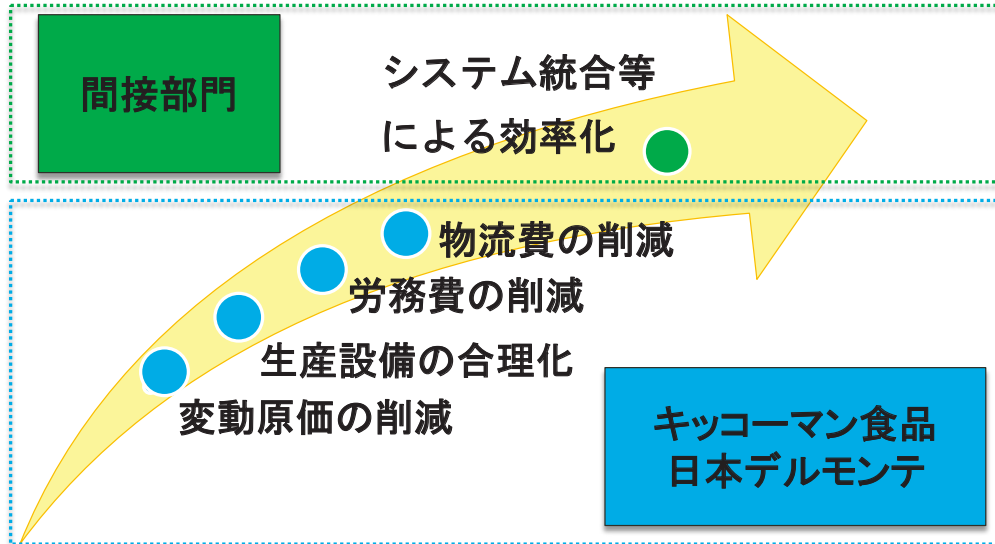 間接部門
システム統合等
による効率化
物流費の削減
労務費の削減
生産設備の合理化
変動原価の削減
キッコーマン食品
日本デルモンテ